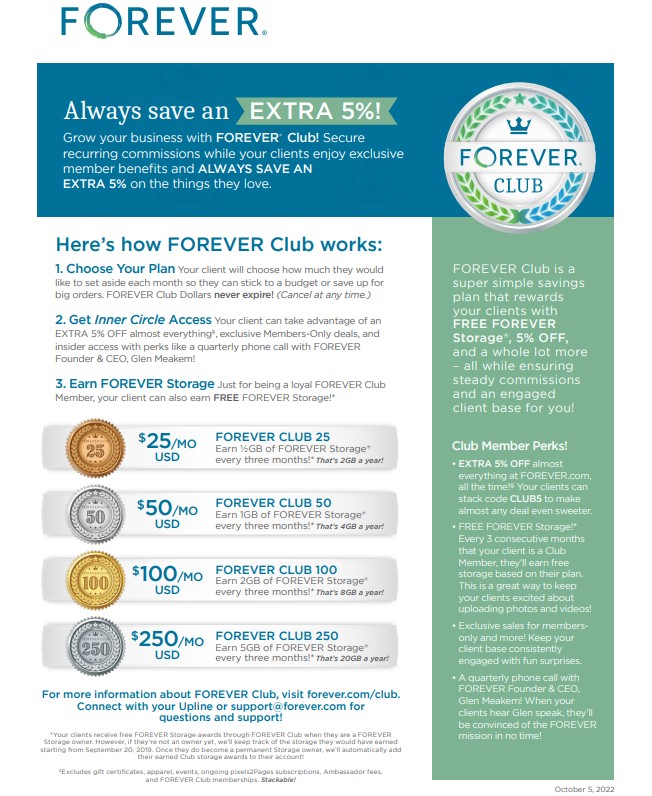 FOREVER®
Always save an EXTRA 5%!
Grow your business with FOREVER® Club! Secure
recurring commissions while your clients enjoy exclusive
member benefits and ALWAYS SAVE AN
EXTRA 5% on the things they love.
FOREVER®
CLUB
Here's how FOREVER Club works:
1. Choose Your Plan Your client will choose how much they would
like to set aside each month so they can stick to a budget or save up for
big orders. FOREVER Club Dollars never expire! (Cancel at any time.)
2. Get Inner Circle Access Your client can take advantage of an
EXTRA 5% OFF almost everything§, exclusive Members-Only deals, and
insider access with perks like a quarterly phone call with FOREVER
Founder & CEO, Glen Meakem!
3. Earn FOREVER Storage Just for being a loyal FOREVER Club
Member, your client can also earn FREE FOREVER Storage!*
25
$25/MO
USD
FOREVER CLUB 25
Earn ½GB of FOREVER Storage®
every three months!* That's 2GB a year!
50
$50/MO
USD
FOREVER CLUB 50
Earn 1GB of FOREVER Storage®
every three months!* That's 4GB a year!
100
$100/MO
USD
FOREVER CLUB 100
Earn 2GB of FOREVER Storage®
every three months!* That's 8GB a year!
250
$250/MO
USD
FOREVER CLUB 250
Earn 5GB of FOREVER Storage®
every three months!* That's 20GB a year!
For more information about FOREVER Club, visit forever.com/club.
Connect with your Upline or support@forever.com for
questions and support!
*Your clients receive free FOREVER Storage awards through FOREVER Club when they are a FOREVER
Storage owner. However, if they're not an owner yet, we'll keep track of the storage they would have earned
starting from September 20, 2019. Once they do become a permanent Storage owner, we'll automatically add
their earned Club storage awards to their account!
§Excludes gift certificates, apparel, events, ongoing pixels2Pages subscriptions, Ambassador fees,
and FOREVER Club memberships. Stackable!
FOREVER Club is a
super simple savings
plan that rewards
your clients with
FREE FOREVER
Storage®, 5% OFF,
and a whole lot more
– all while ensuring
steady commissions
and an engaged
client base for you!
Club Member Perks!
• EXTRA 5% OFF almost
everything at FOREVER.com,
all the time!§ Your clients can
stack code CLUB5 to make
almost any deal even sweeter.
• FREE FOREVER Storage!*
Every 3 consecutive months
that your client is a Club
Member, they'll earn free
storage based on their plan.
This is a great way to keep
your clients excited about
uploading photos and videos!
• Exclusive sales for members-
only and more! Keep your
client base consistently
engaged with fun surprises.
• A quarterly phone call with
FOREVER Founder & CEO,
Glen Meakem! When your
clients hear Glen speak, they'll
be convinced of the FOREVER
mission in no time!
October 5, 2022